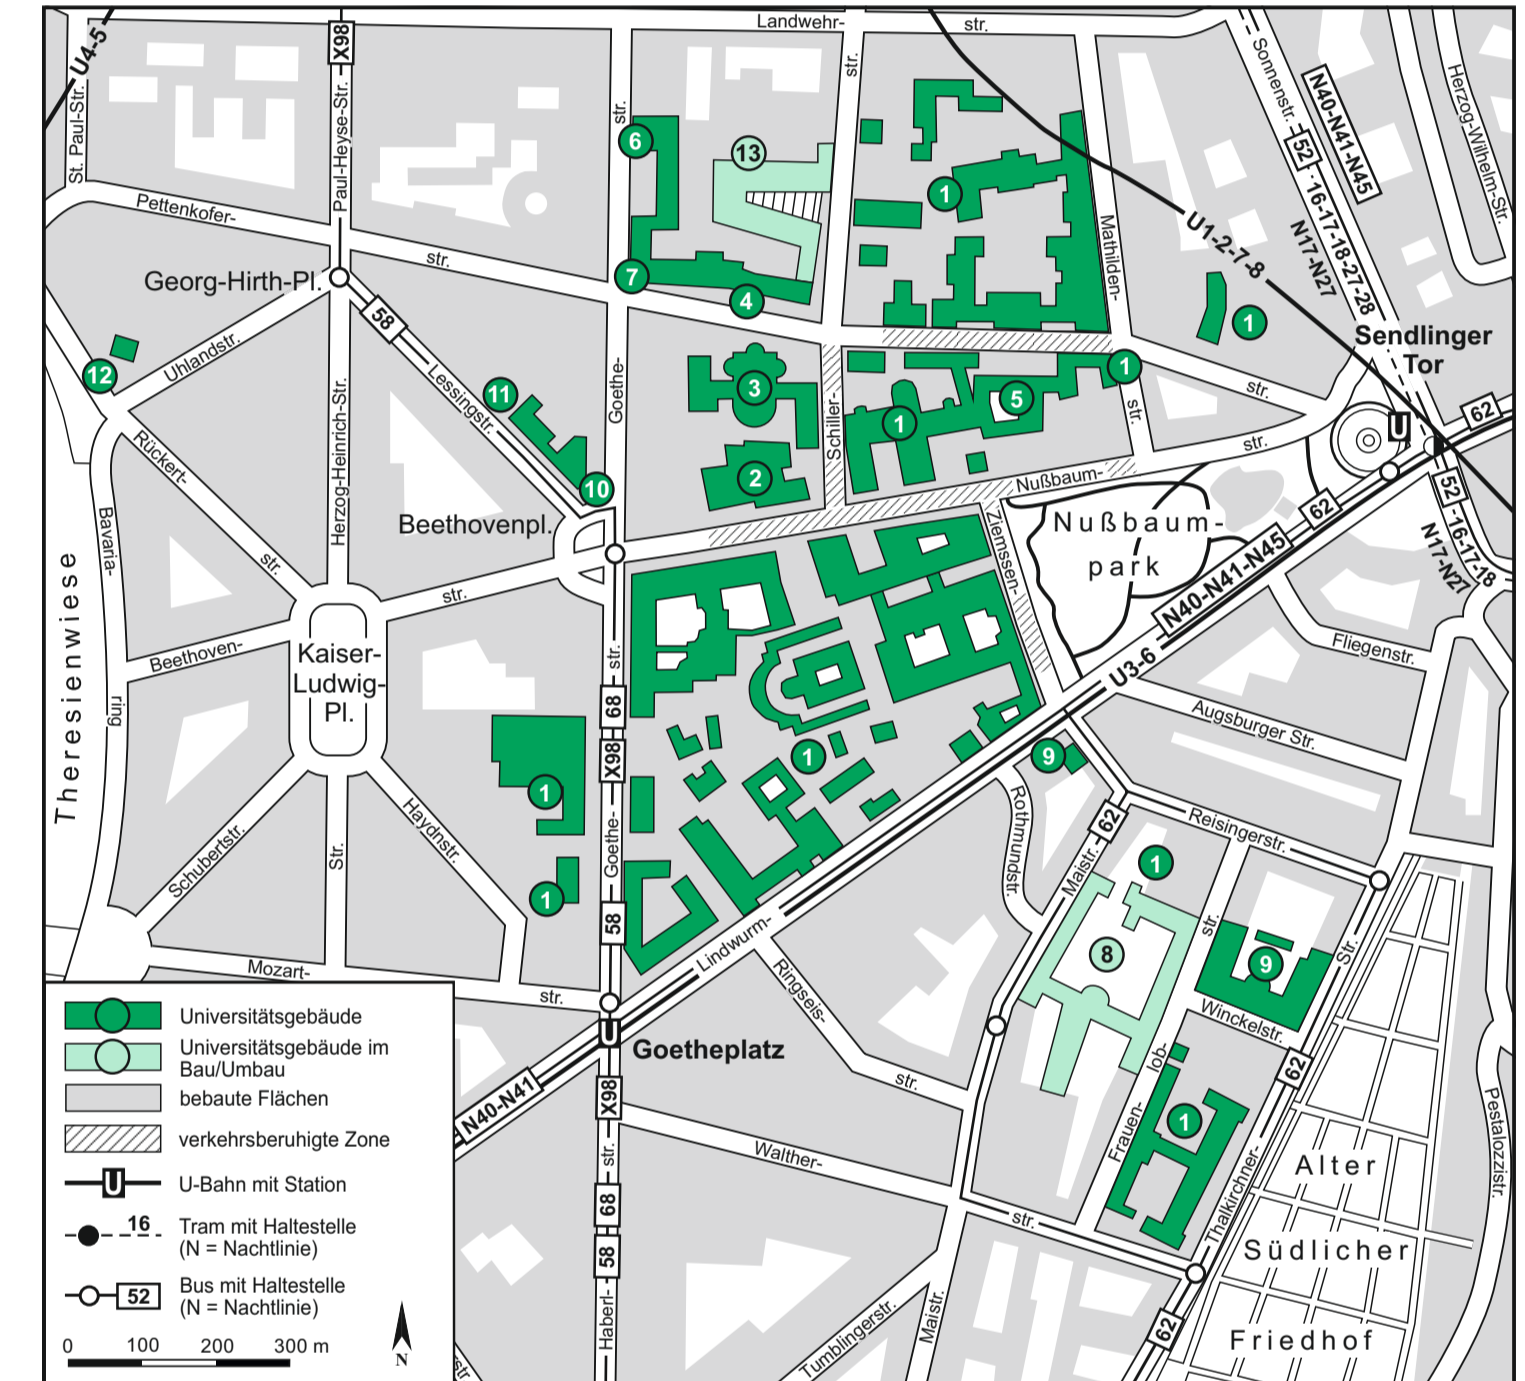 Landwehr-
str.
U4-5
X98
St. Paul-Str.
Paul-Heyse-Str.
str.
str.
Sonnenstr.
N40-N41-N45
Herzog-Wilhelm-Str.
52
16-17-18-27-28
N17-N27
6
13
1
Pettenkofer-
str.
Mathilden-
U1-2-7-8
Georg-Hirth-Pl.
7
4
1
58
Sendlinger
Tor
12
Uhlandstr.
Lessingstr.
11
3
1
5
1
str.
str.
Goethe-
Schiller-
U
62
Rückert-
Herzog-Heinrich-Str.
10
2
Nußbaum-
str.
52
62
16-17-18
N17-N27
Beethovenpl.
Bavaria-
ring
Theresienwiese
str.
Ziemssen-
Nußbaum-
park
N40-N41-N45
str.
Beethoven-
Kaiser-
Ludwig-
Pl.
str.
Fliegenstr.
U3-6
68
X98
Augsburger Str.
1
1
9
Haydnstr.
Schubertstr.
Str.
Goethe-
Rothmundstr.
62
Maistr.
Reisingerstr.
1
1
58
Lindwurm-
str.
8
9
Str.
Mozart-
str.
Ringseis-
str.
Winckelstr.
U
Goetheplatz
lob-
Frauen-
62
1
N40-N41
X98
str.
68
58
Haberl-
Walther-
str.
Thalkirchner-
Pestalozzistr.
Alter
Südlicher
Friedhof
62
Maistr.
Tumblingerstr.
str.
Universitätsgebäude
Universitätsgebäude im
Bau/Umbau
bebaute Flächen
verkehrsberuhigte Zone
U
U-Bahn mit Station
16
Tram mit Haltestelle
(N = Nachtlinie)
52
Bus mit Haltestelle
(N = Nachtlinie)
0 100 200 300 m
N